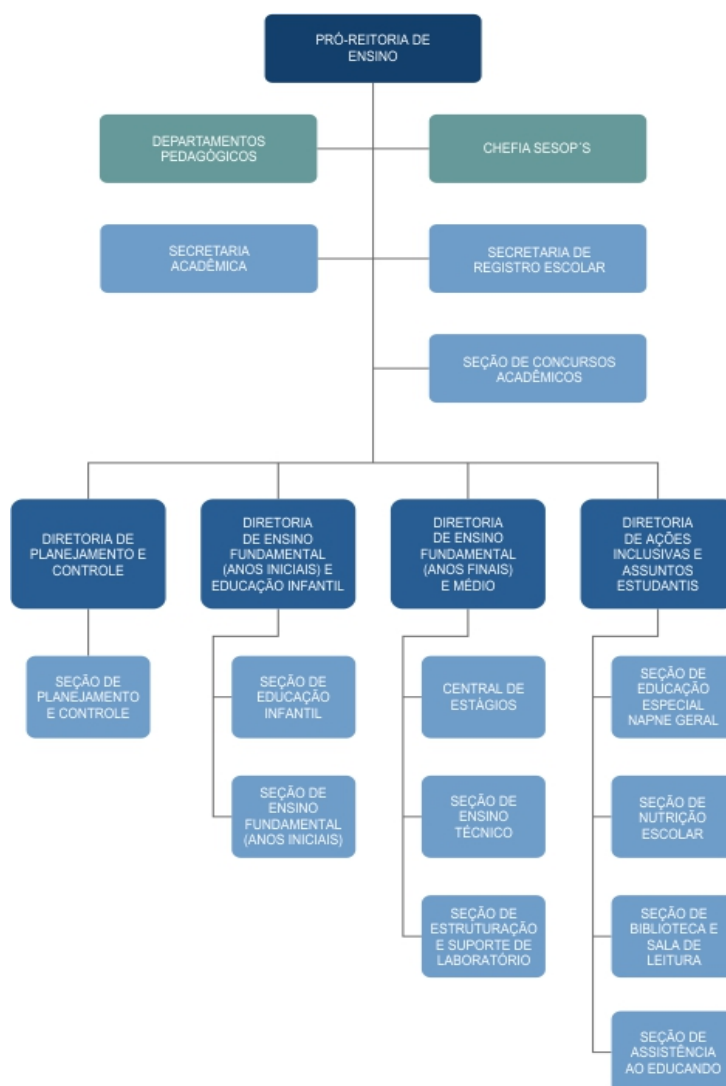 PRÓ-REITORIA DE
ENSINO
DEPARTAMENTOS
PEDAGÓGICOS
CHEFIA SESOP´S
SECRETARIA
ACADÊMICA
SECRETARIA DE
REGISTRO ESCOLAR
SEÇÃO DE CONCURSOS
ACADÊMICOS
DIRETORIA DE
PLANEJAMENTO E
CONTROLE
DIRETORIA
DE ENSINO
FUNDAMENTAL
(ANOS INICIAIS) E
EDUCAÇÃO INFANTIL
DIRETORIA
DE ENSINO
FUNDAMENTAL
(ANOS FINAIS)
E MÉDIO
DIRETORIA
DE AÇÕES
INCLUSIVAS E
ASSUNTOS
ESTUDANTIS
SEÇÃO DE
PLANEJAMENTO
E CONTROLE
SEÇÃO DE
EDUCAÇÃO
INFANTIL
CENTRAL DE
ESTÁGIOS
SEÇÃO DE
EDUCAÇÃO
ESPECIAL
NAPNE GERAL
SEÇÃO DE
ENSINO
FUNDAMENTAL
(ANOS INICIAIS)
SEÇÃO DE
ENSINO
TÉCNICO
SEÇÃO DE
NUTRIÇÃO
ESCOLAR
SEÇÃO DE
ESTRUTURAÇÃO
E SUPORTE DE
LABORATÓRIO
SEÇÃO DE
BIBLIOTECA E
SALA DE
LEITURA
SEÇÃO DE
ASSISTÊNCIA
AO EDUCANDO